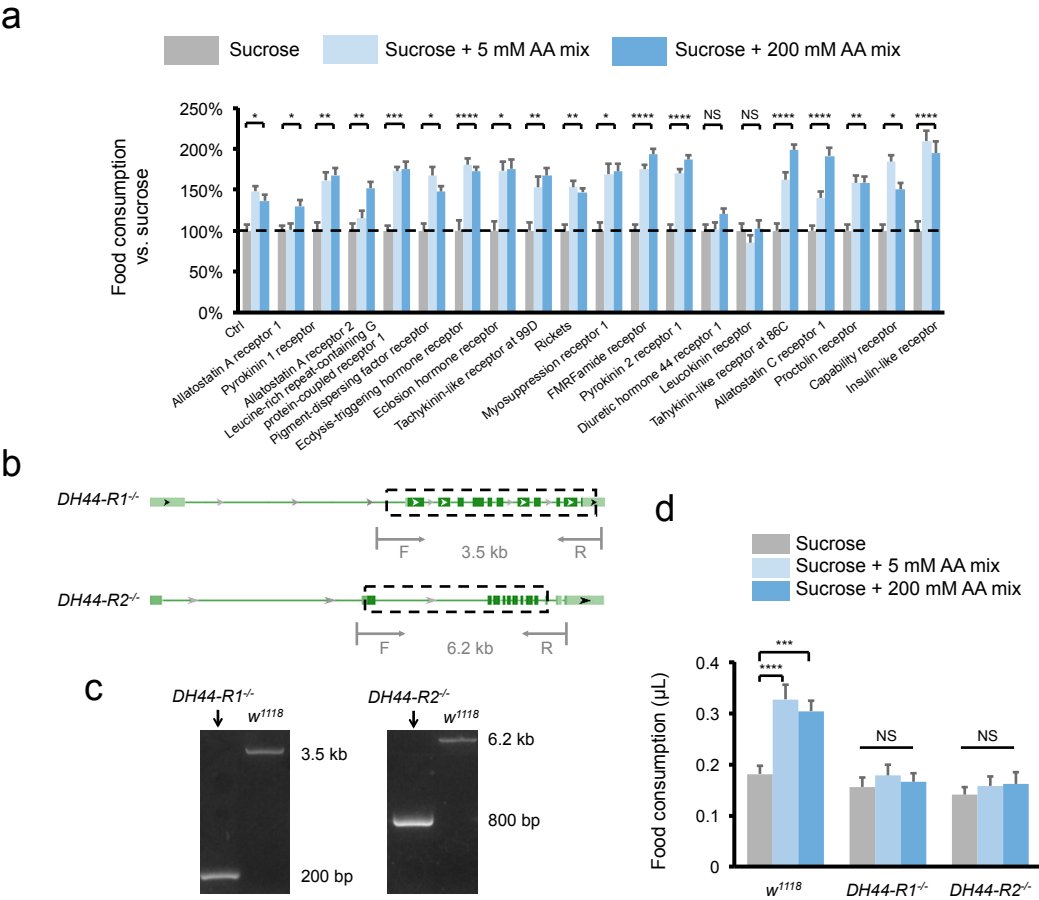 a
Sucrose
Sucrose + 5 mM AA mix
Sucrose + 200 mM AA mix
Food consumption
vs. sucrose
250%
200%
150%
100%
50%
0%
* * ** ** *** * **** * ** ** * **** **** NS NS **** **** ** * ****
Ctrl
Allatostatin A receptor 1
Pyrokinin 1 receptor
Allatostatin A receptor 2
Leucine-rich repeat-containing G
protein-coupled receptor 1
Pigment-dispersing factor receptor
Ecdysis-triggering hormone receptor
Eclosion hormone receptor
Tachykinin-like receptor at 99D
Rickets
Myosuppression receptor 1
FMRFamide receptor
Pyrokinin 2 receptor 1
Diuretic hormone 44 receptor 1
Leucokinin receptor
Tahykinin-like receptor at 86C
Allatostatin C receptor 1
Proctolin receptor
Capability receptor
Insulin-like receptor
b
DH44-R1-/-
F 3.5 kb R
DH44-R2-/-
F 6.2 kb R
c
DH44-R1-/-
w1118
3.5 kb
200 bp
DH44-R2-/-
w1118
6.2 kb
800 bp
d
Sucrose
Sucrose + 5 mM AA mix
Sucrose + 200 mM AA mix
Food consumption (µL)
0.4
0.3
0.2
0.1
0
***
****
NS
NS
w1118
DH44-R1-/-
DH44-R2-/-